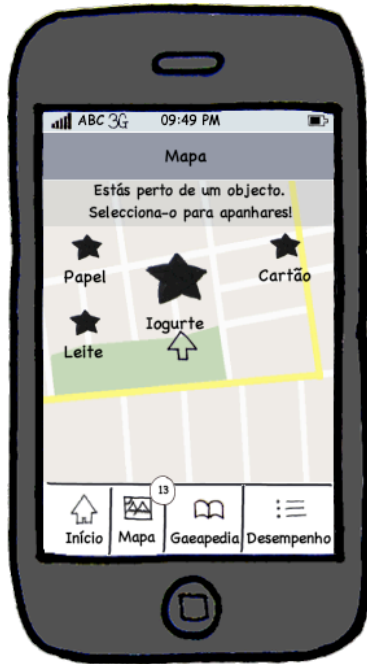 ABC 3G 09:49 PM
Mapa
Estás perto de um objecto.
Selecciona-o para apanhares!
Papel
Cartão
Iogurte
Leite
13
Início Mapa Gaeapedia Desempenho